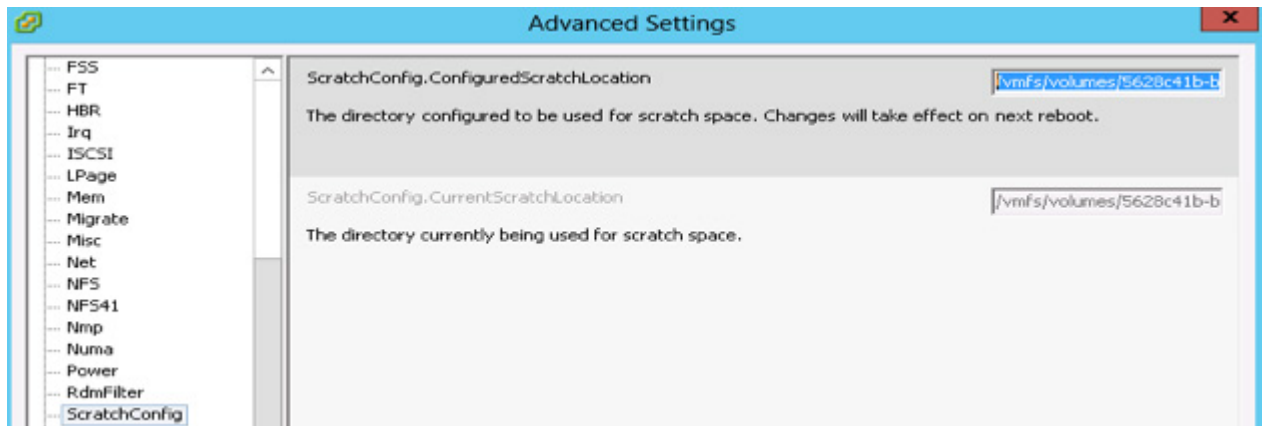 Advanced Settings
x
FSS
FT
HBR
Irq
ISCSI
LPage
Mem
Migrate
Misc
Net
NFS
NFS41
Nmp
Numa
Power
RdmFilter
ScratchConfig
ScratchConfig.ConfiguredScratchLocation
/vmfs/volumes/5628c41b-b
The directory configured to be used for scratch space. Changes will take effect on next reboot.
ScratchConfig.CurrentScratchLocation
/vmfs/volumes/5628c41b-b
The directory currently being used for scratch space.